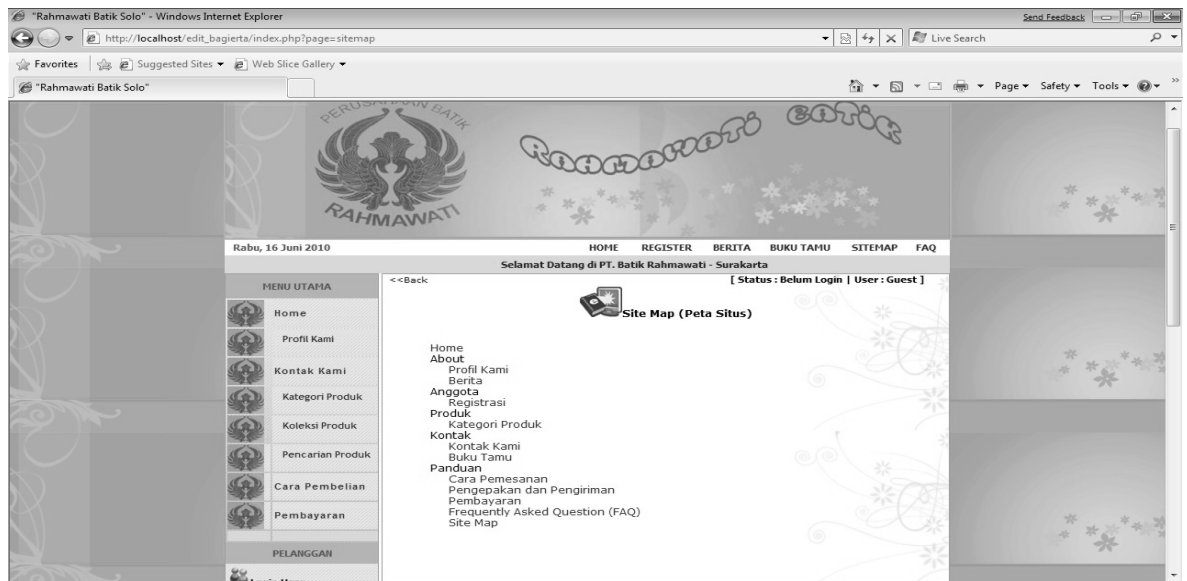 "Rahmawati Batik Solo" - Windows Internet Explorer
Send Feedback
http://localhost/edit_bagierta/index.php?page=sitemap
Live Search
Favorites Suggested Sites Web Slice Gallery
"Rahmawati Batik Solo"
Page Safety Tools
PERUSAHAAN BATIK
RAHMAWATI
RAHMAWATI BATIK
Rabu, 16 Juni 2010
HOME REGISTER BERITA BUKU TAMU SITEMAP FAQ
Selamat Datang di PT. Batik Rahmawati - Surakarta
MENU UTAMA
Home
Profil Kami
Kontak Kami
Kategori Produk
Koleksi Produk
Pencarian Produk
Cara Pembelian
Pembayaran
PELANGGAN
<<Back
[ Status : Belum Login | User : Guest ]
Site Map (Peta Situs)
Home
About
Profil Kami
Berita
Anggota
Registrasi
Produk
Kategori Produk
Kontak
Kontak Kami
Buku Tamu
Panduan
Cara Pemesanan
Pengepakan dan Pengiriman
Pembayaran
Frequently Asked Question (FAQ)
Site Map